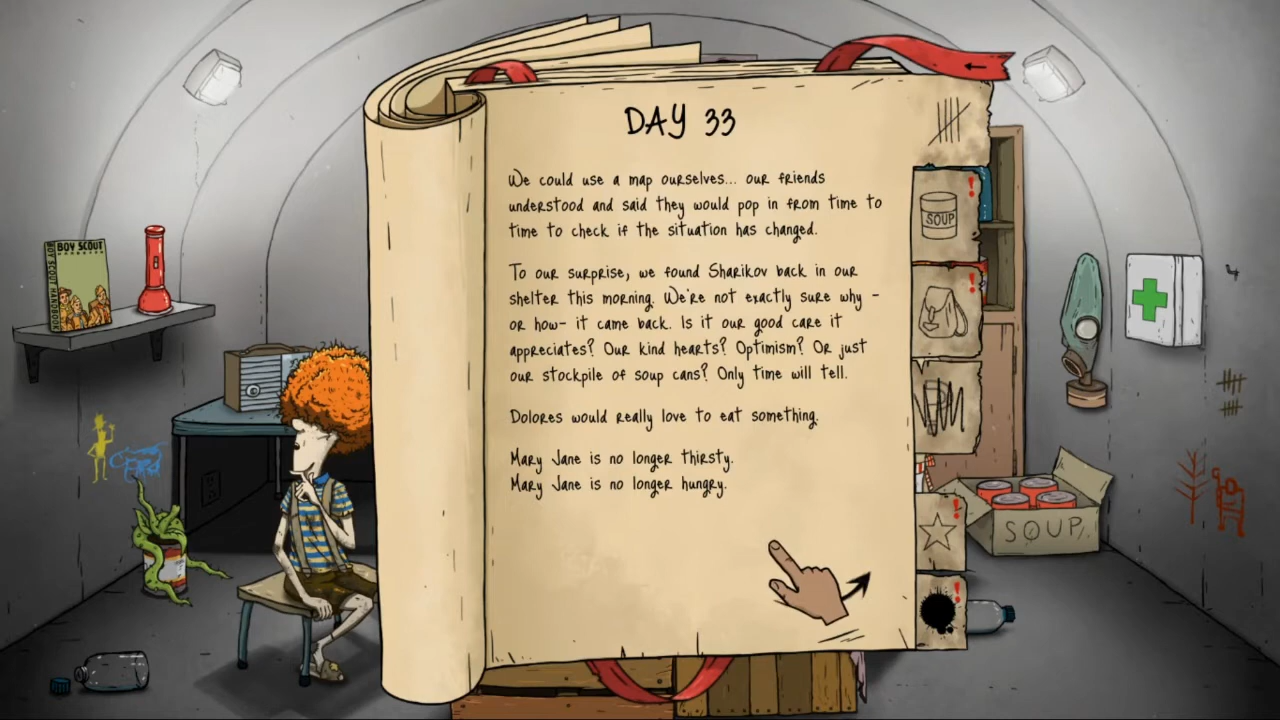 DAY 33
We could use a map ourselves... our friends
understood and said they would pop in from time to
time to check if the situation has changed.
To our surprise, we found Sharikov back in our
shelter this morning. We're not exactly sure why -
or how- it came back. Is it our good care it
appreciates? Our kind hearts? Optimism? Or just
our stockpile of soup cans? Only time will tell.
Dolores would really love to eat something.
Mary Jane is no longer thirsty.
Mary Jane is no longer hungry.
SOUP
BOY SCOUT
BOY SCOUT HANDBOOK
SOUP